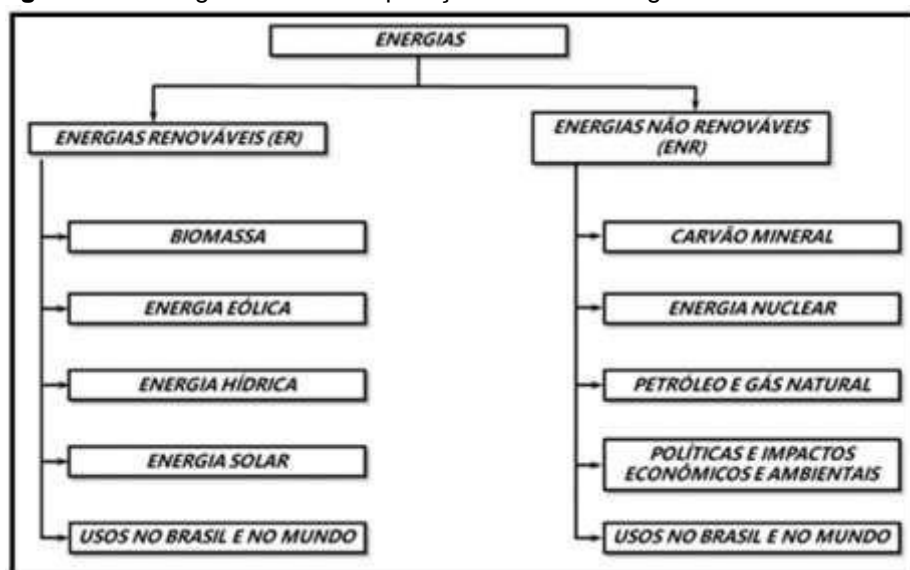 ENERGIAS
ENERGIAS RENOVÁVEIS (ER)
BIOMASSA
ENERGIA EÓLICA
ENERGIA HÍDRICA
ENERGIA SOLAR
USOS NO BRASIL E NO MUNDO
ENERGIAS NÃO RENOVÁVEIS
(ENR)
CARVÃO MINERAL
ENERGIA NUCLEAR
PETRÓLEO E GÁS NATURAL
POLÍTICAS E IMPACTOS
ECONÔMICOS E AMBIENTAIS
USOS NO BRASIL E NO MUNDO